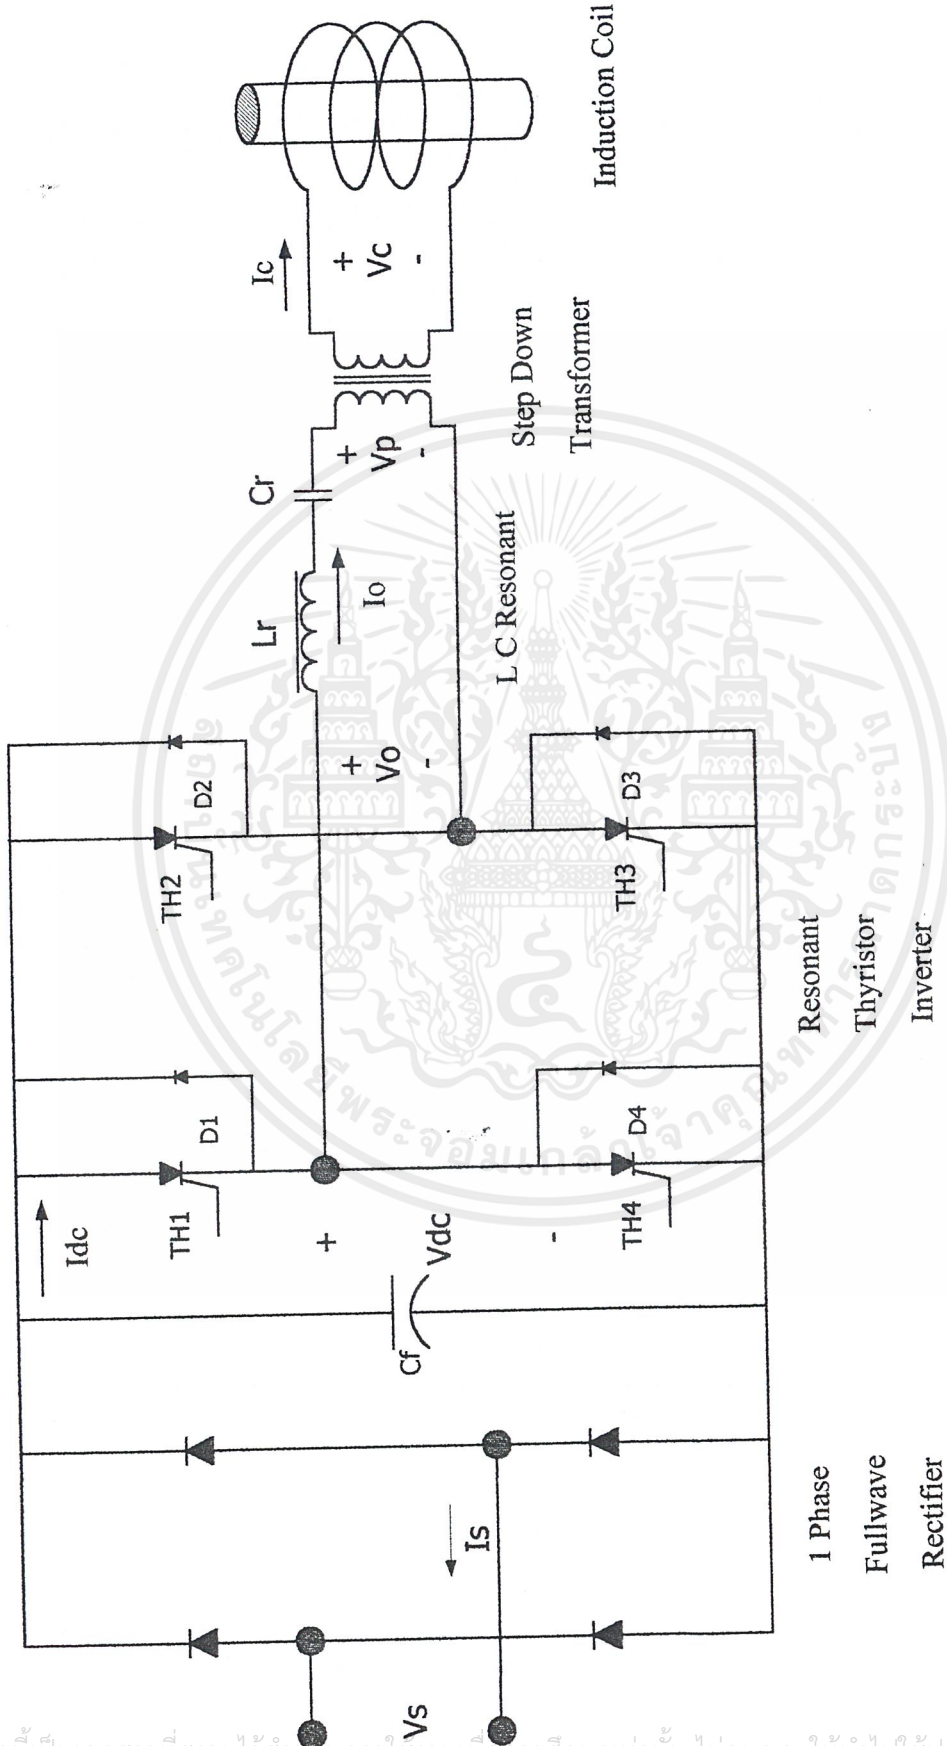 Vs
Is
1 Phase
Fullwave
Rectifier
Cf
Idc
+
Vdc
-
TH1
D1
TH4
D4
TH2
D2
TH3
D3
Resonant
Thyristor
Inverter
+
Vo
-
Lr
Io
Cr
L C Resonant
+
Vp
-
Step Down
Transformer
Ic
+
Vc
-
Induction Coil